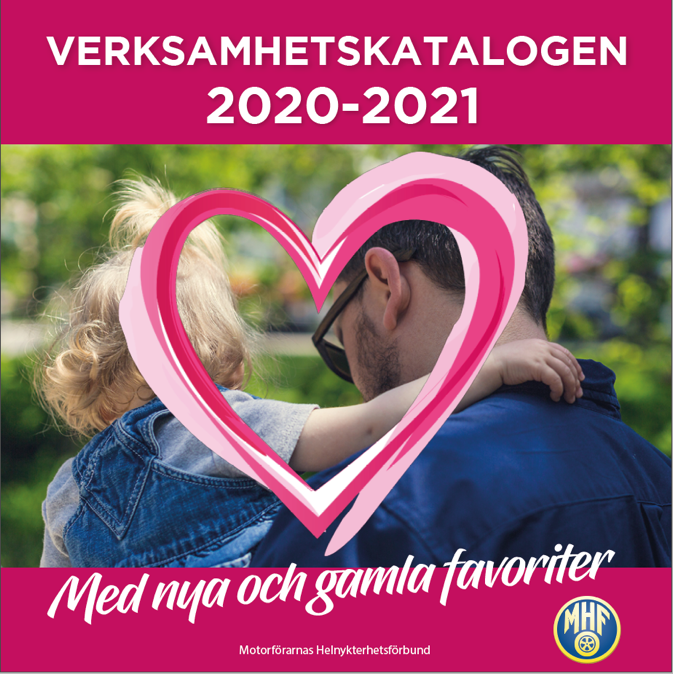 VERKSAMHETSKATALOGEN
2020-2021
Med nya och gamla favoriter
MHF
Motorförarnas Helnykterhetsförbund